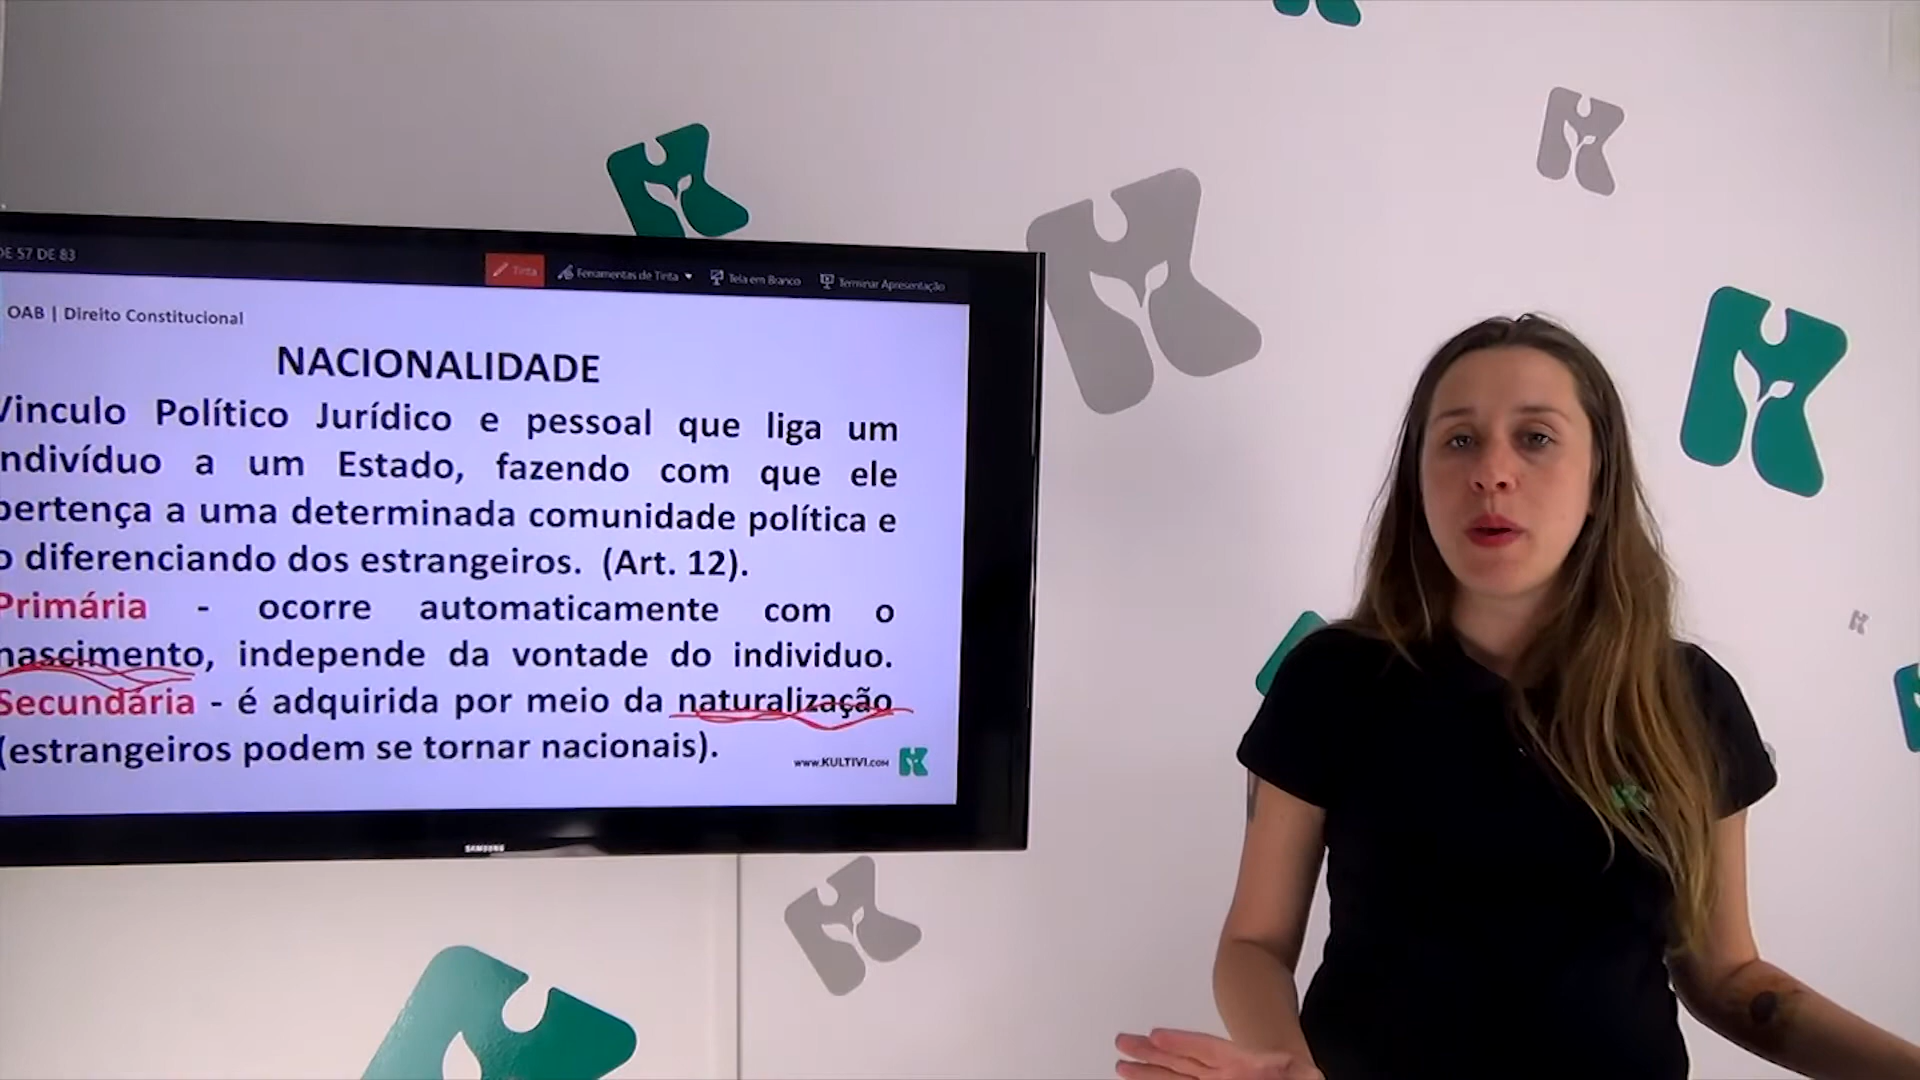 DE 57 DE 83
Tinta
Ferramentas de Tinta
Tela em Branco
Terminar Apresentação
OAB | Direito Constitucional
NACIONALIDADE
Vinculo Político Jurídico e pessoal que liga um
indivíduo a um Estado, fazendo com que ele
pertença a uma determinada comunidade política e
o diferenciando dos estrangeiros. (Art. 12).
Primária - ocorre automaticamente com o
nascimento, independe da vontade do individuo.
Secundária - é adquirida por meio da naturalização
(estrangeiros podem se tornar nacionais).
www.KULTIVI.COM
SAMSUNG